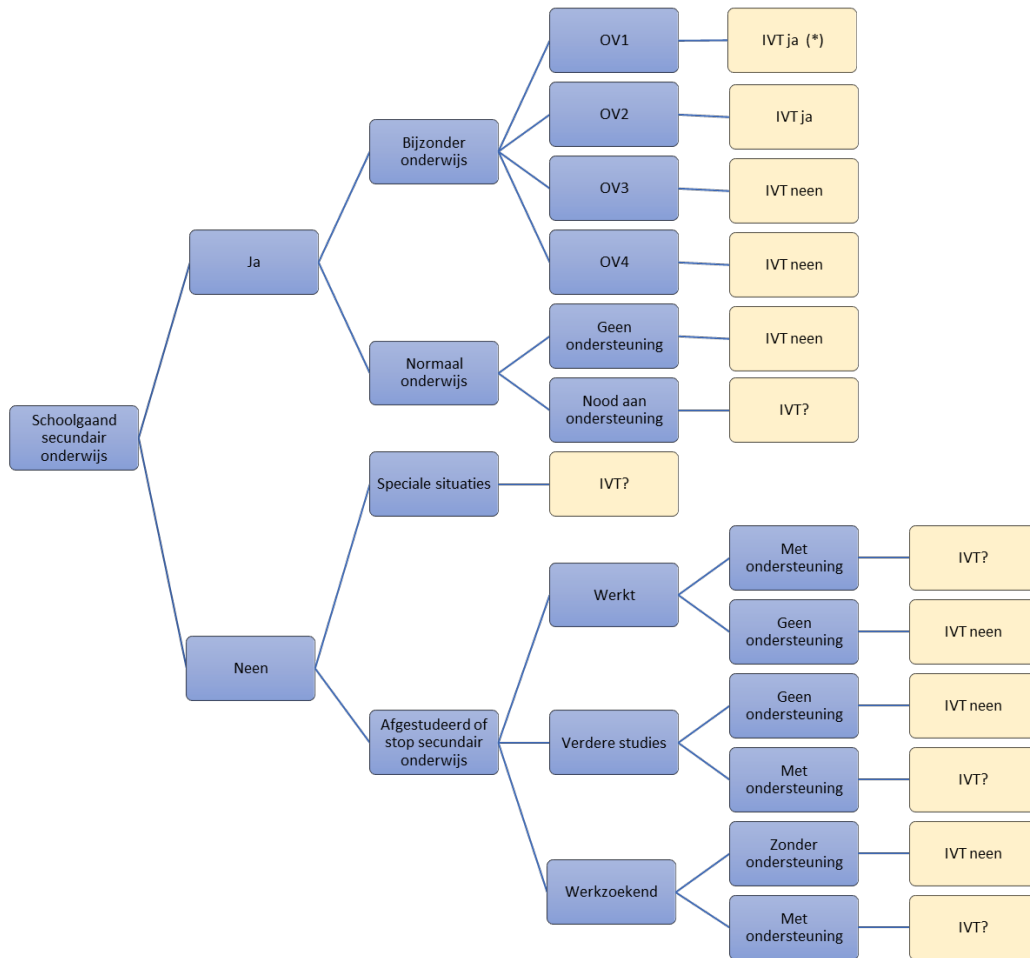 OV1
IVT ja (*)
Bijzonder
onderwijs
OV2
IVT ja
OV3
IVT neen
Ja
OV4
IVT neen
Normaal
onderwijs
Geen
ondersteuning
IVT neen
Nood aan
ondersteuning
IVT?
Schoolgaand
secundair
onderwijs
Speciale situaties
IVT?
Neen
Afgestudeerd of
stop secundair
onderwijs
Werkt
Met
ondersteuning
IVT?
Geen
ondersteuning
IVT neen
Verdere studies
Geen
ondersteuning
IVT neen
Met
ondersteuning
IVT?
Werkzoekend
Zonder
ondersteuning
IVT neen
Met
ondersteuning
IVT?